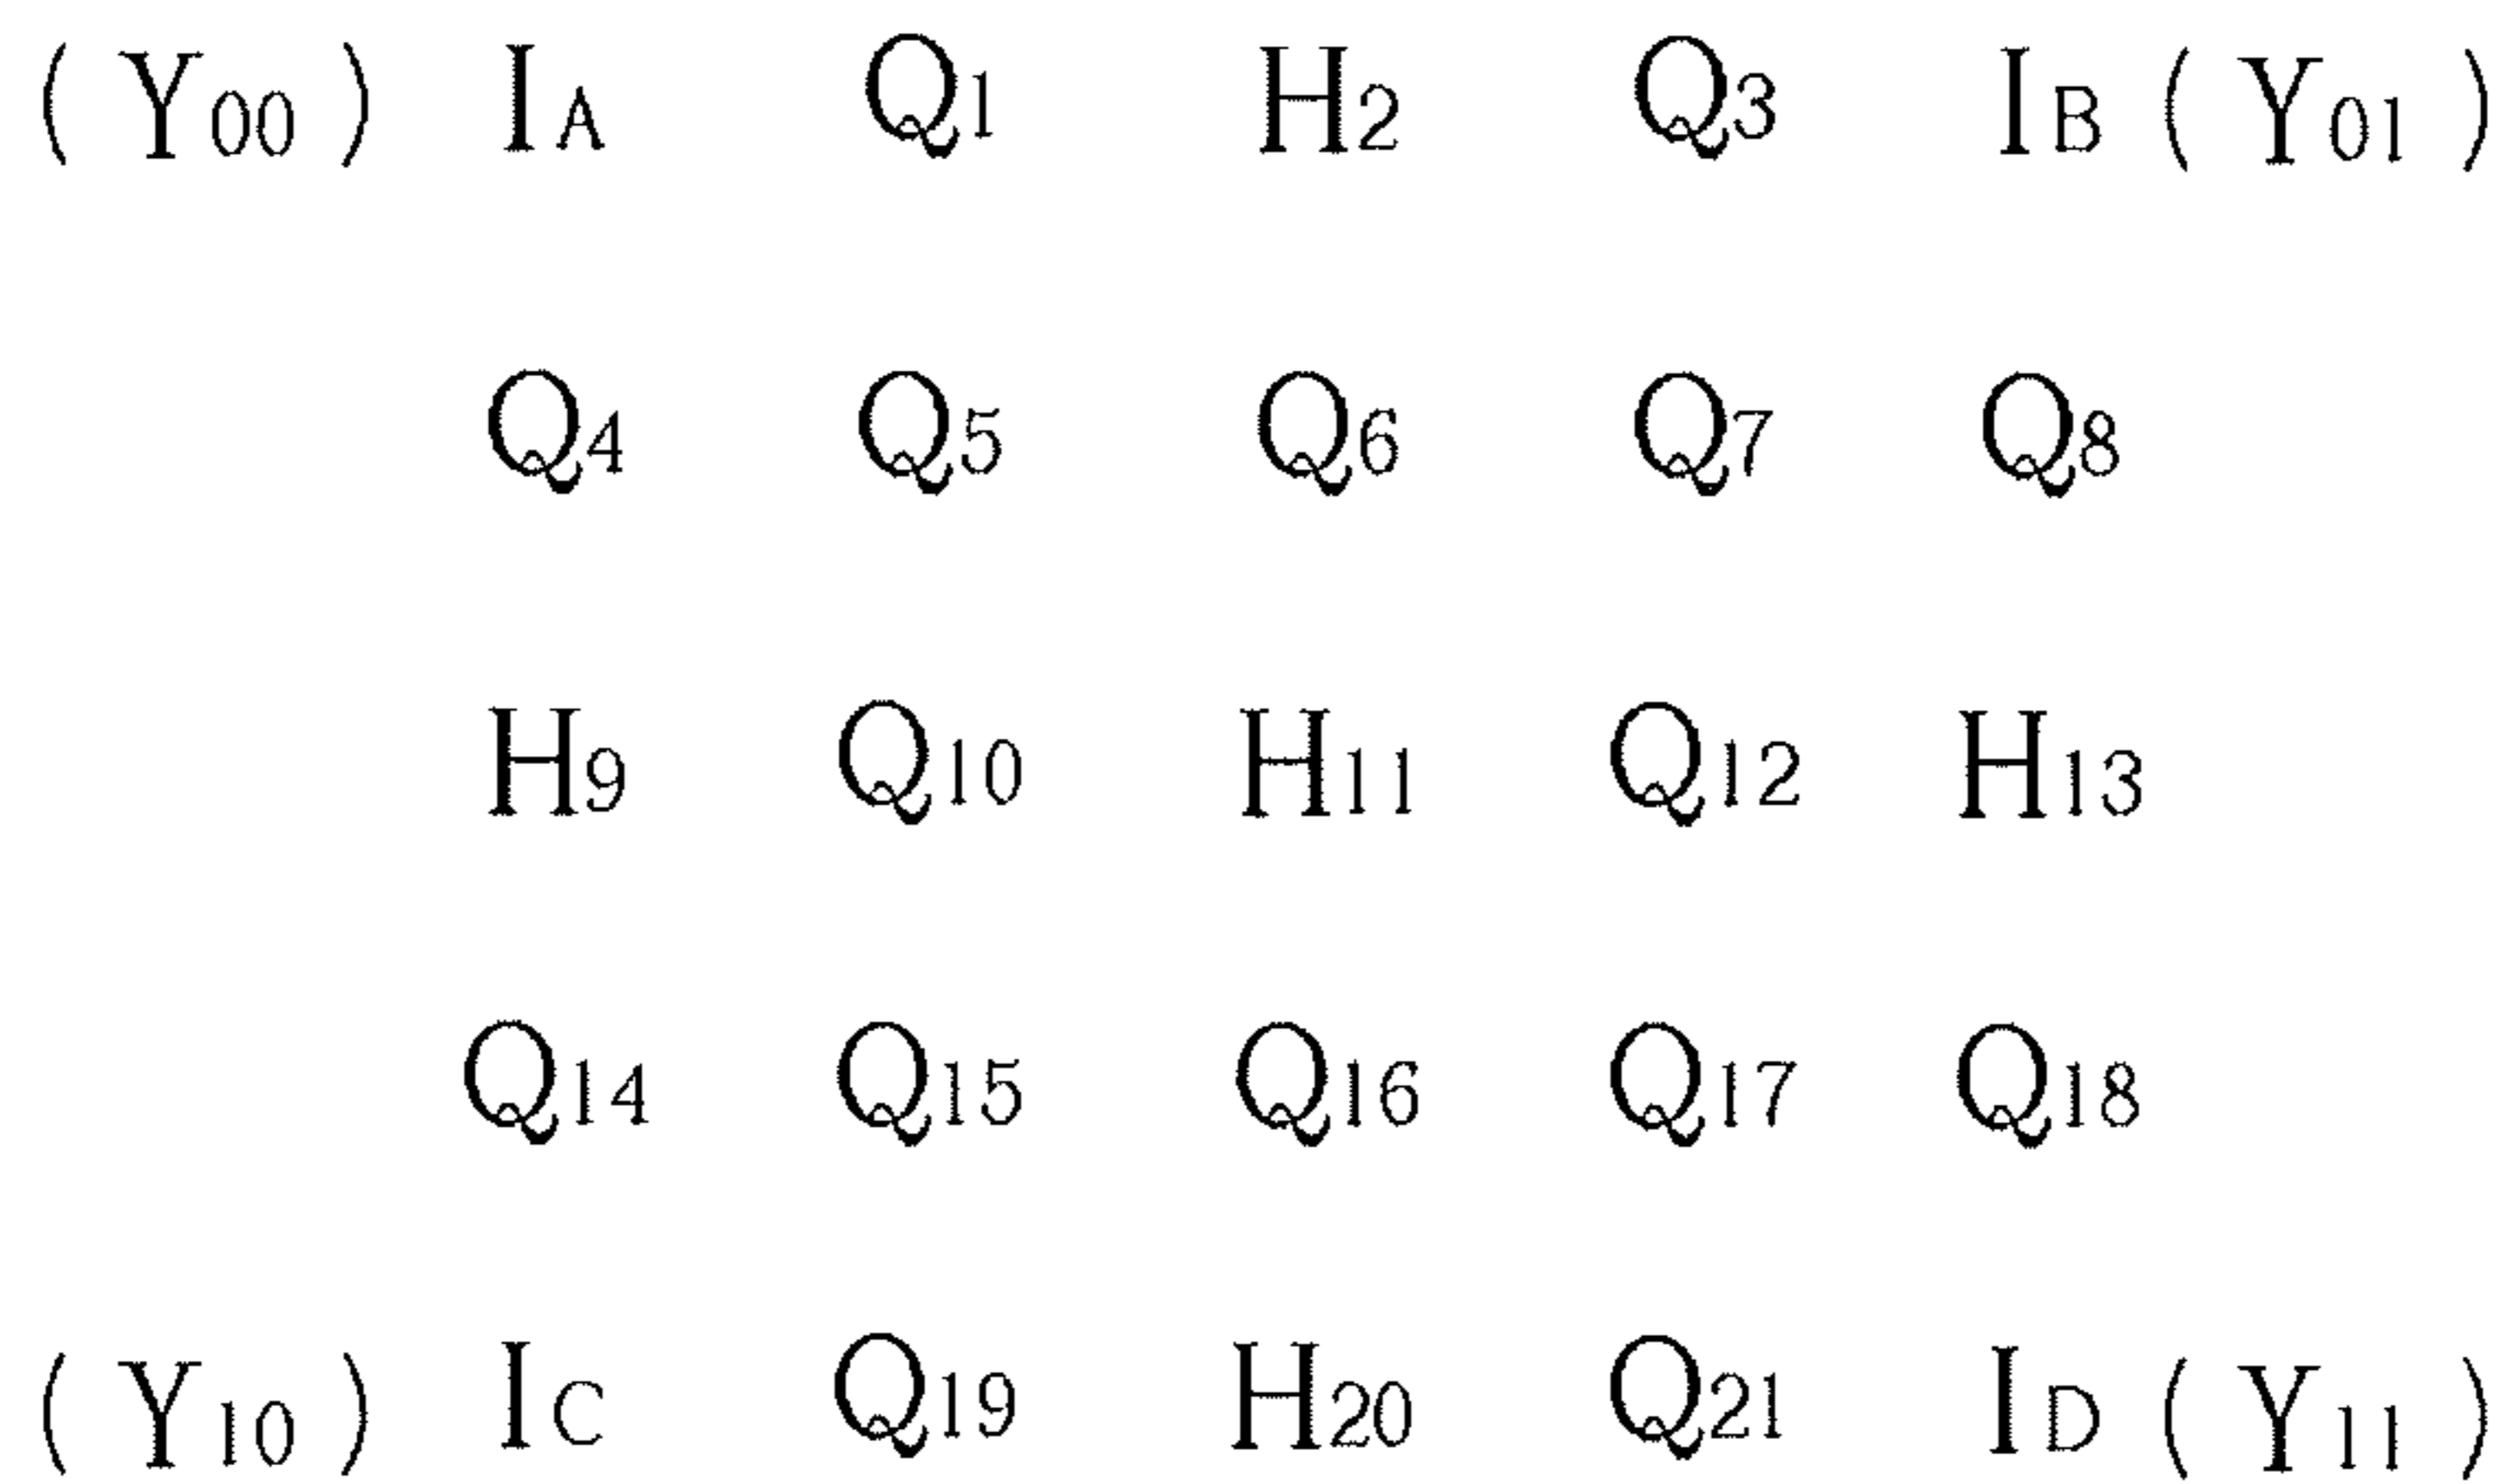 (Y00) IA Q1 H2 Q3 IB (Y01)
Q4 Q5 Q6 Q7 Q8
H9 Q10 H11 Q12 H13
Q14 Q15 Q16 Q17 Q18
(Y10) IC Q19 H20 Q21 ID (Y11)